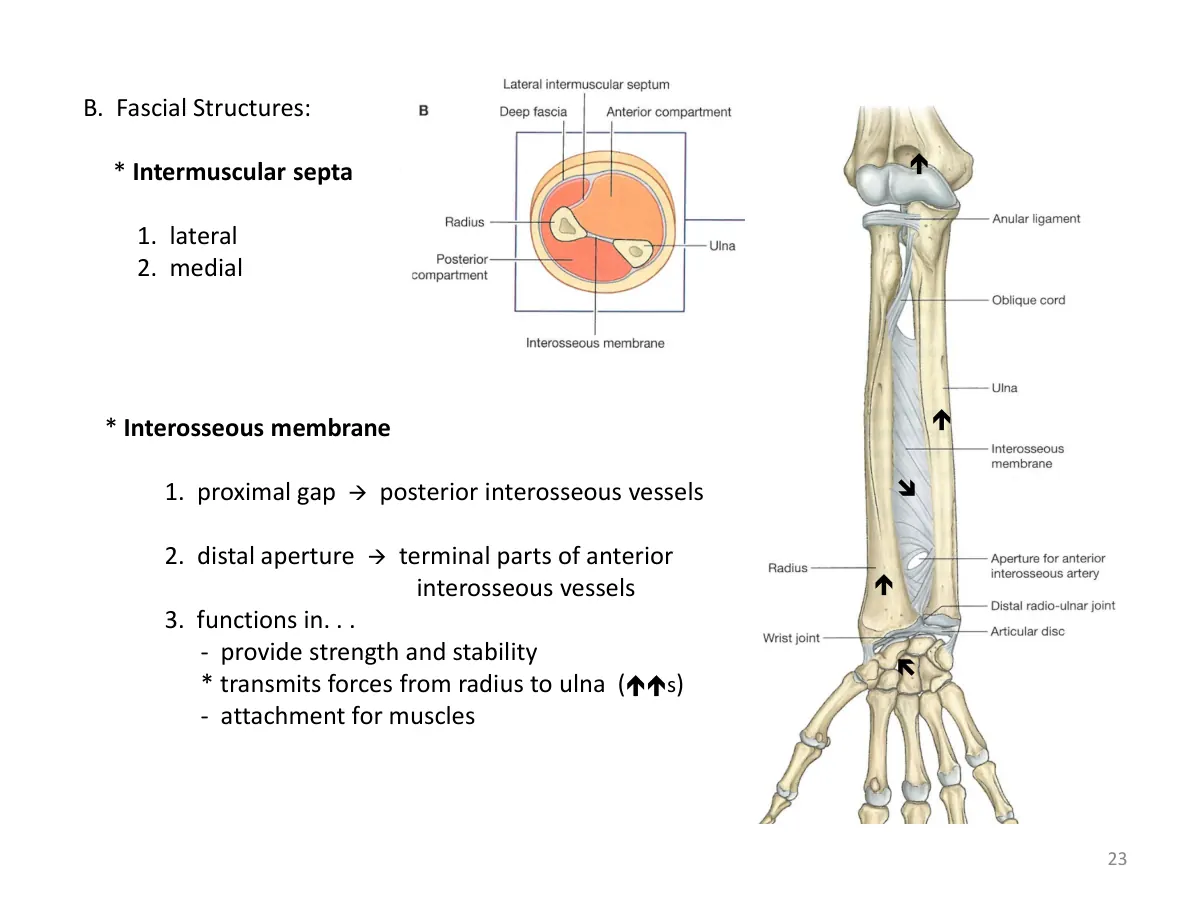 B. Fascial Structures:
* Intermuscular septa
1. lateral
2. medial
Lateral intermuscular septum
B
Deep fascia
Anterior compartment
Radius
Ulna
Posterior
compartment
Interosseous membrane
* Interosseous membrane
1. proximal gap → posterior interosseous vessels
2. distal aperture → terminal parts of anterior
interosseous vessels
3. functions in. . .
- provide strength and stability
* transmits forces from radius to ulna (🡅🡅s)
- attachment for muscles
Anular ligament
Oblique cord
Ulna
Interosseous
membrane
Radius
Aperture for anterior
interosseous artery
Distal radio-ulnar joint
Wrist joint
Articular disc
23